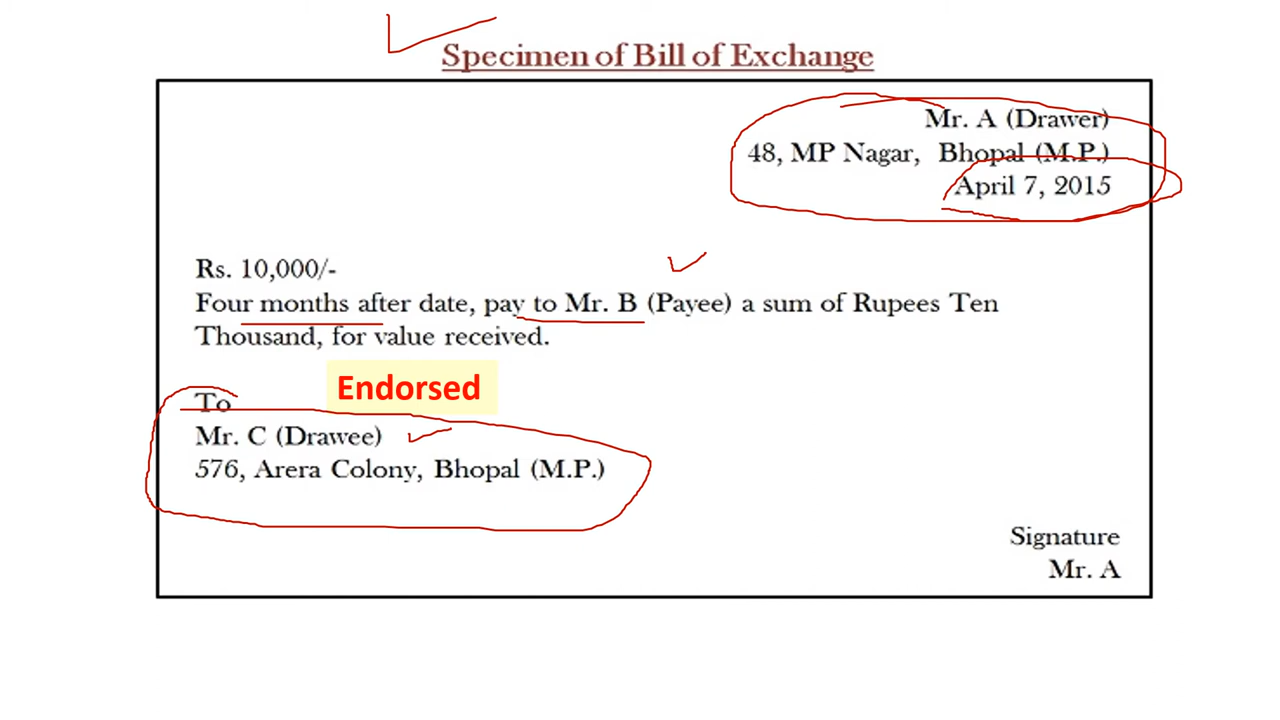 Specimen of Bill of Exchange
Mr. A (Drawer)
48, MP Nagar, Bhopal (M.P.)
April 7, 2015
Rs. 10,000/-
Four months after date, pay to Mr. B (Payee) a sum of Rupees Ten
Thousand, for value received.
Endorsed
To
Mr. C (Drawee)
576, Arera Colony, Bhopal (M.P.)
Signature
Mr. A